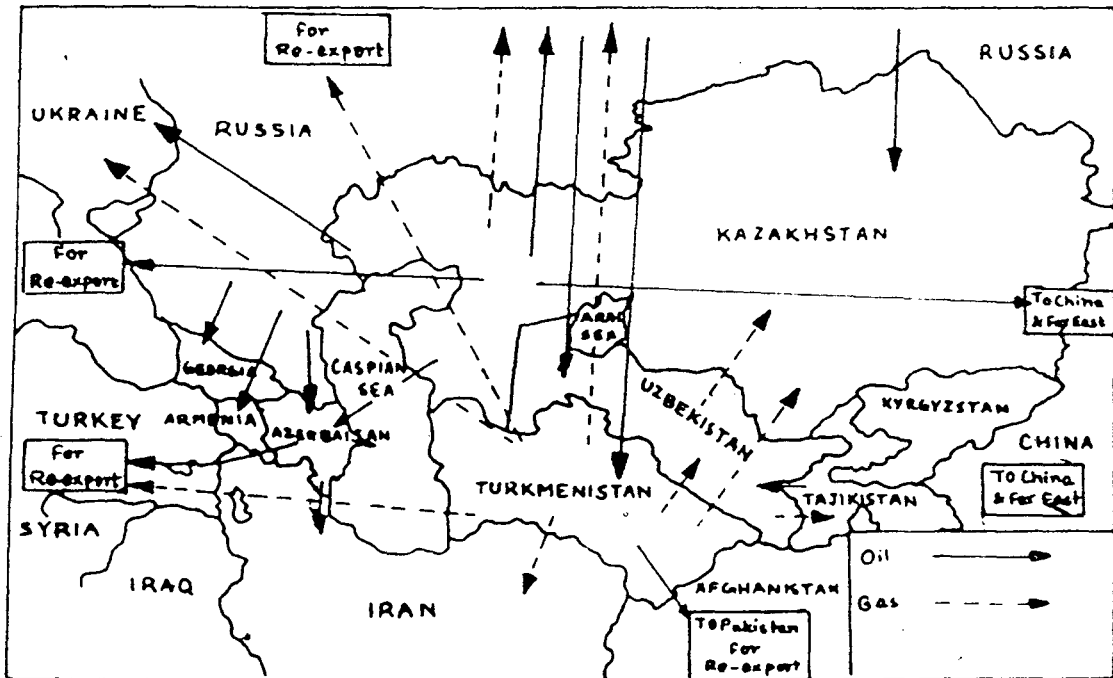 For
Re-export
RUSSIA
UKRAINE
RUSSIA
KAZAKHSTAN
For
Re-export
To China
& Far East
ARAL
SEA
GEORGIA
CASPIAN
SEA
UZBEKISTAN
KYRGYZSTAN
TURKEY
ARMENIA
AZERBAIJAN
CHINA
For
Re-export
TURKMENISTAN
TAJIKISTAN
To China
& Far East
SYRIA
IRAQ
IRAN
AFGHANISTAN
To Pakistan
for
Re-export
Oil
Gas